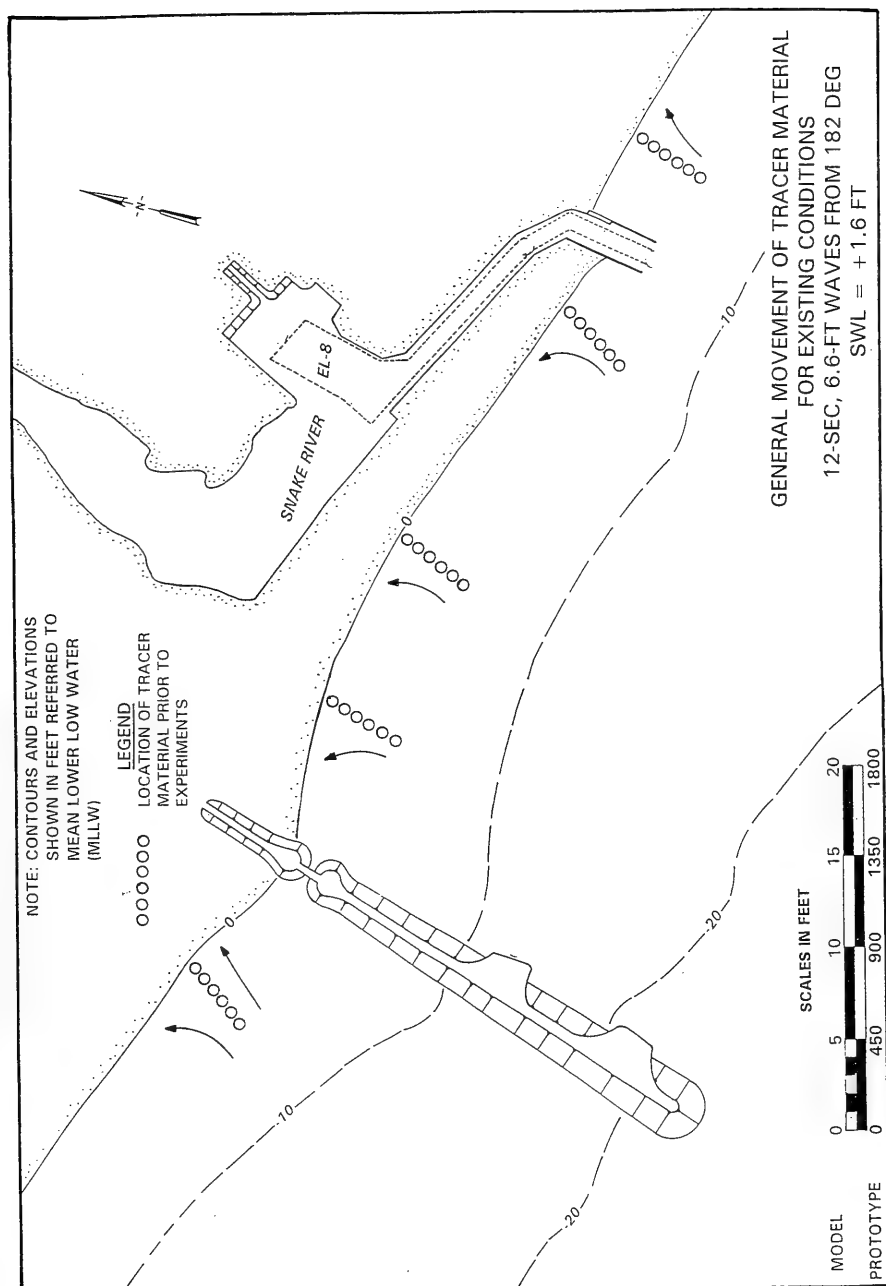 NOTE: CONTOURS AND ELEVATIONS
SHOWN IN FEET REFERRED TO
MEAN LOWER LOW WATER
(MLLW)
LEGEND
LOCATION OF TRACER
MATERIAL PRIOR TO
EXPERIMENTS
-N-
SNAKE RIVER
EL-8
0
0
-10
-10
-20
-20
SCALES IN FEET
MODEL
0 5 10 15 20
PROTOTYPE
0 450 900 1350 1800
GENERAL MOVEMENT OF TRACER MATERIAL
FOR EXISTING CONDITIONS
12-SEC, 6.6-FT WAVES FROM 182 DEG
SWL = +1.6 FT